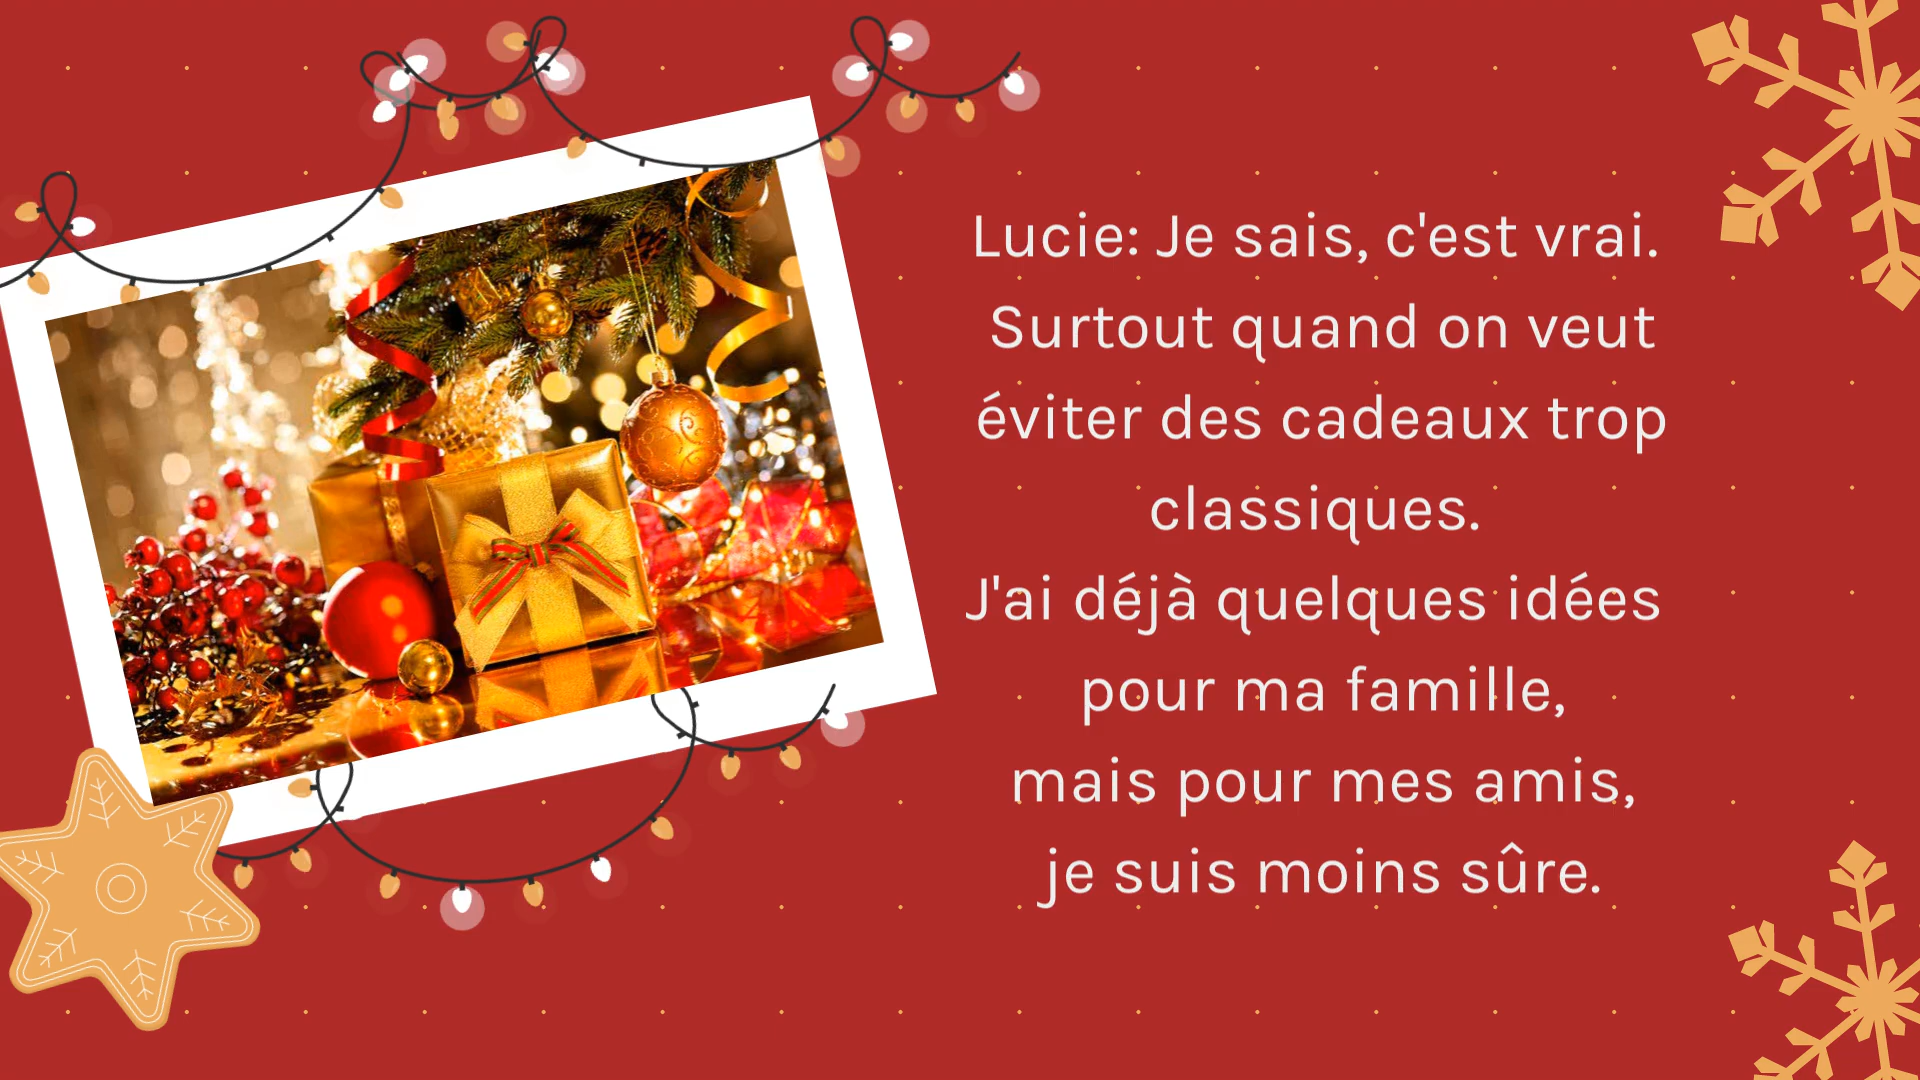 Lucie: Je sais, c'est vrai.
Surtout quand on veut
éviter des cadeaux trop
classiques.
J'ai déjà quelques idées
pour ma famille,
mais pour mes amis,
je suis moins sûre.